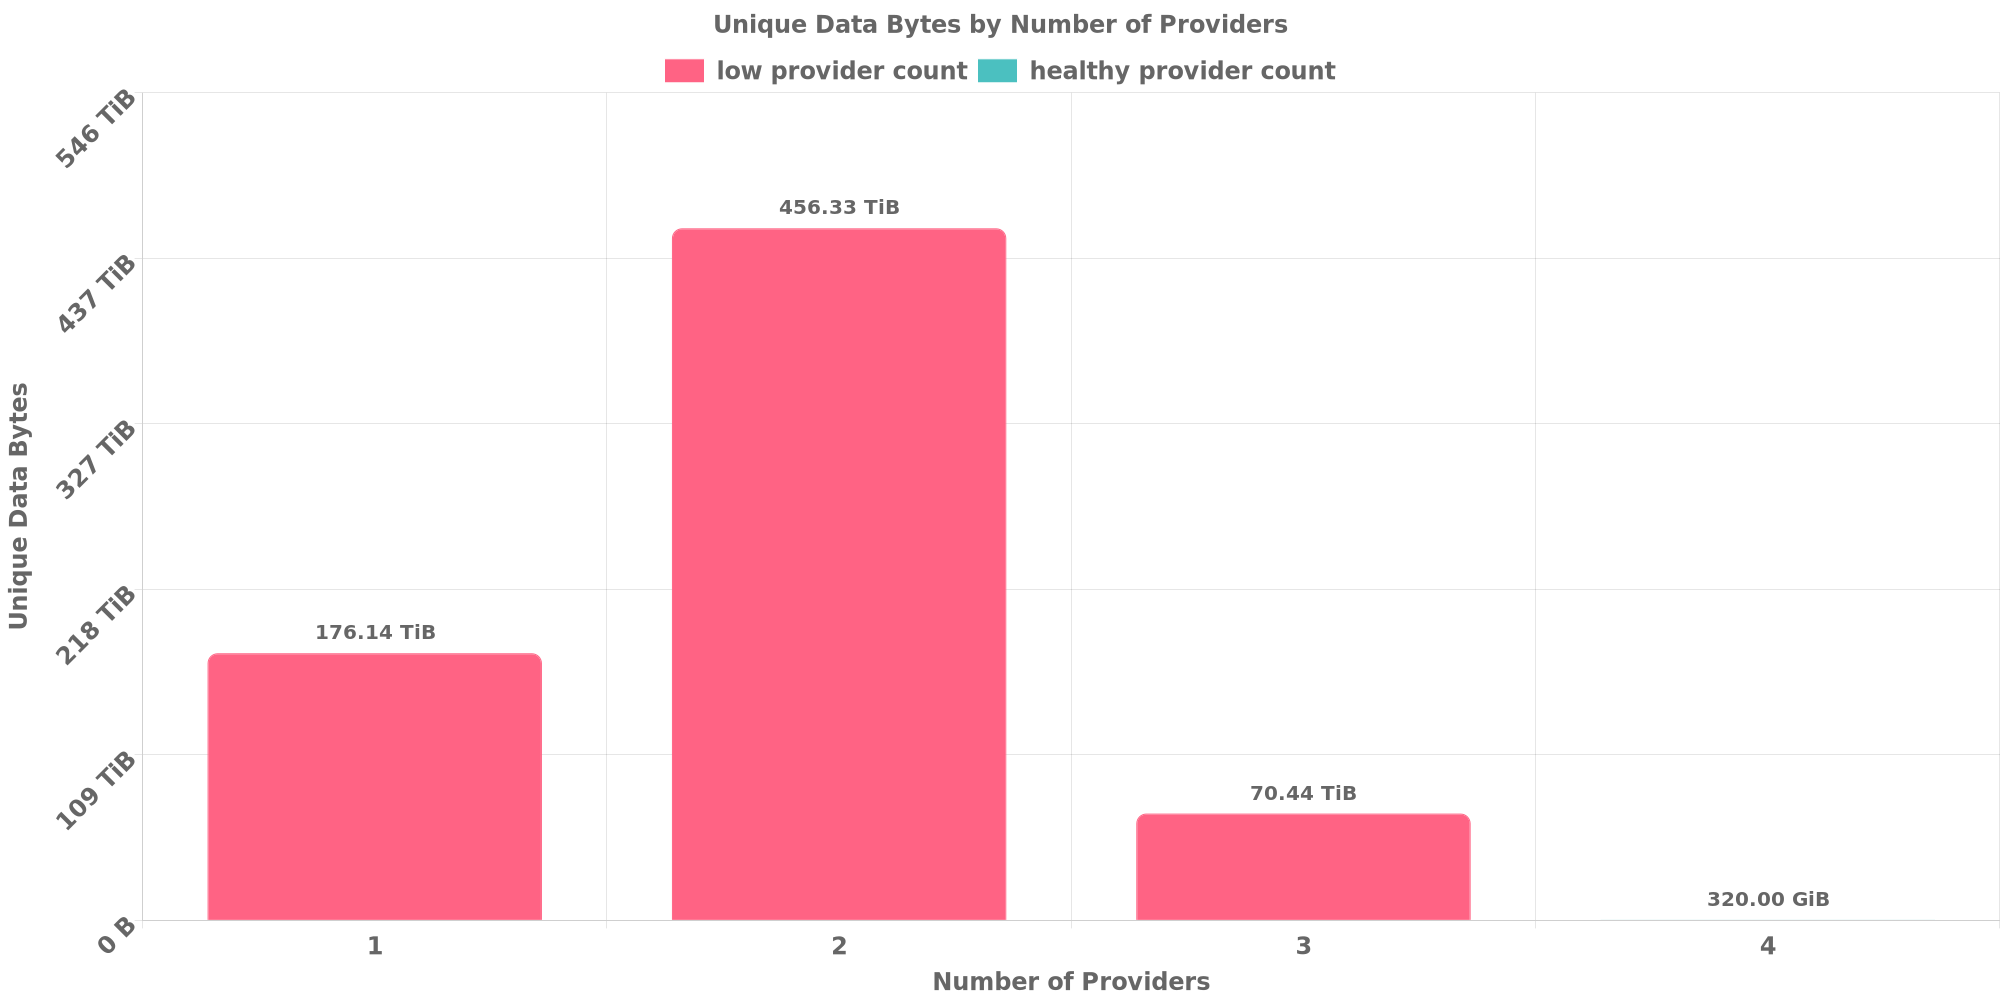 Unique Data Bytes by Number of Providers
low provider count healthy provider count
546 TiB
437 TiB
327 TiB
218 TiB
109 TiB
0 B
Unique Data Bytes
176.14 TiB
456.33 TiB
70.44 TiB
320.00 GiB
1 2 3 4
Number of Providers